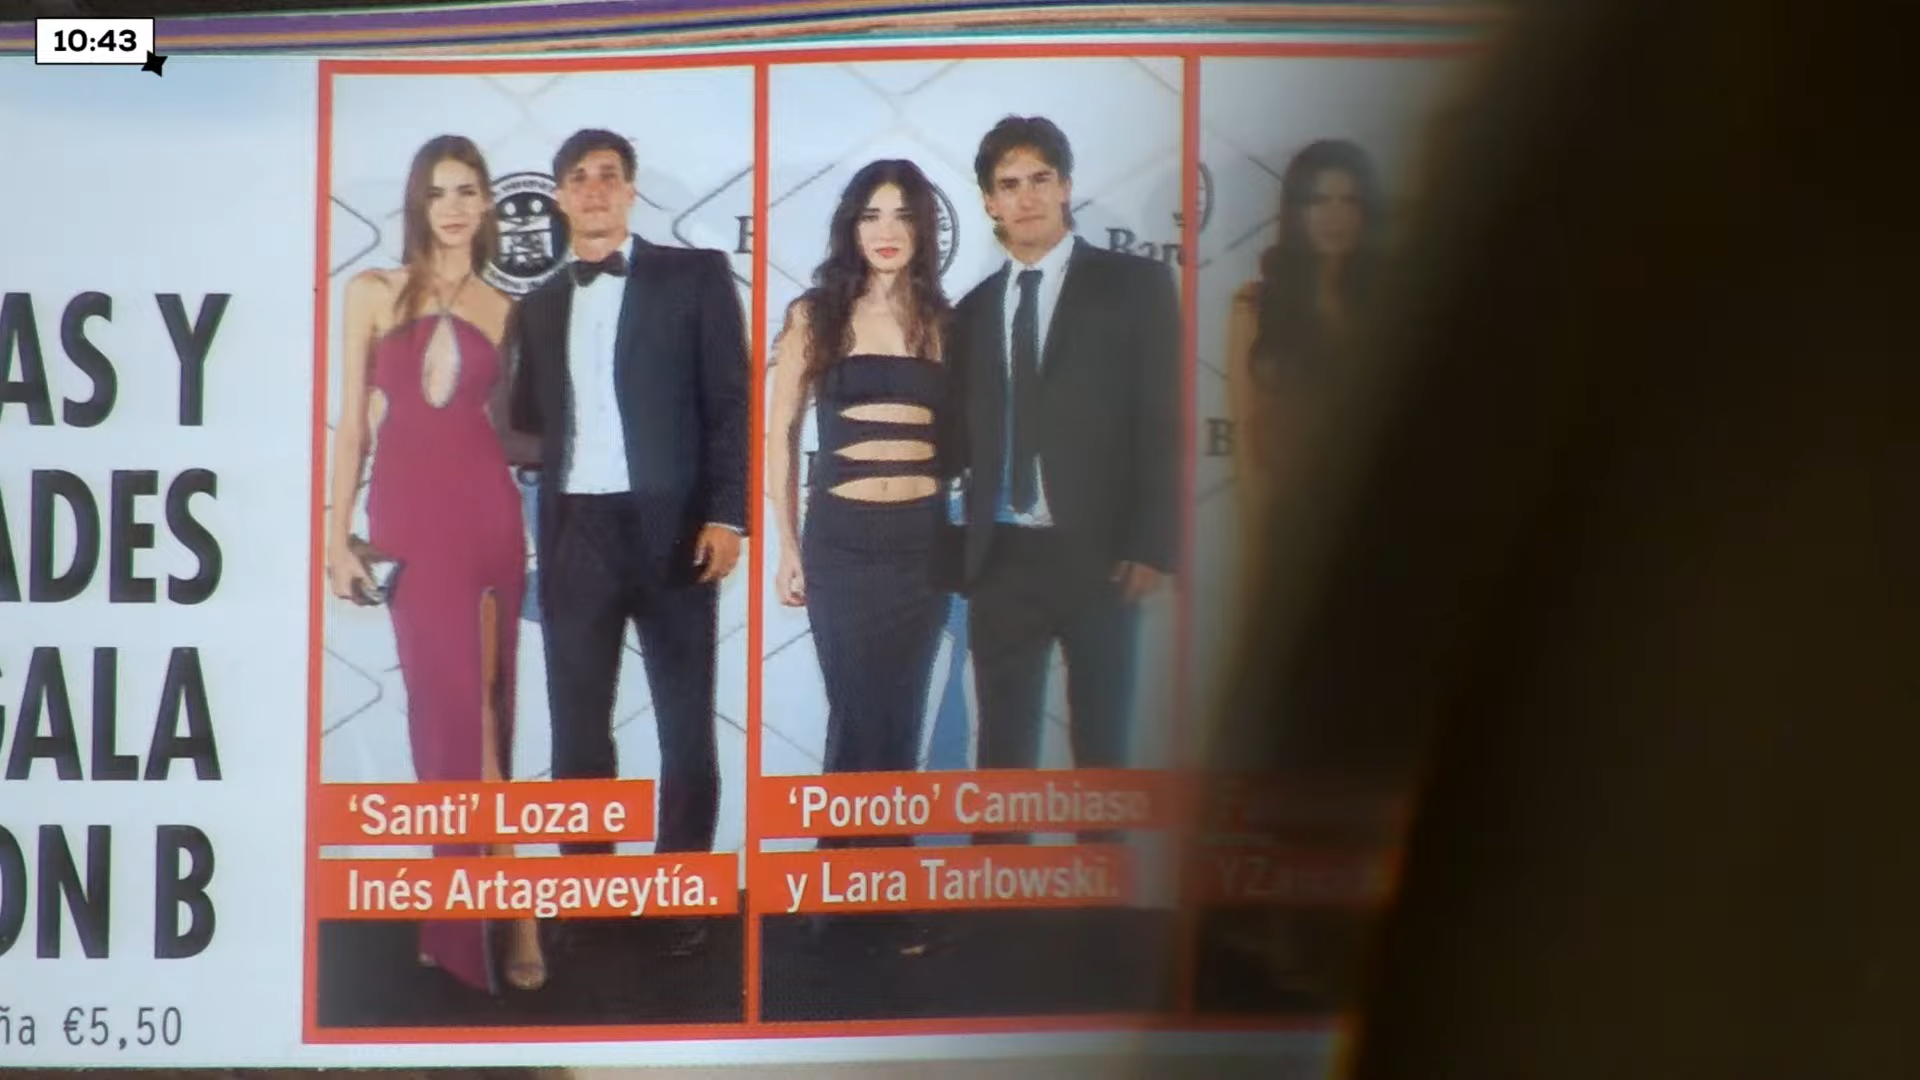 10:43
AS Y
ADES
GALA
ON B
ña €5,50
‘Santi’ Loza e
Inés Artagaveytía.
‘Poroto’ Cambiaso
y Lara Tarlowski.